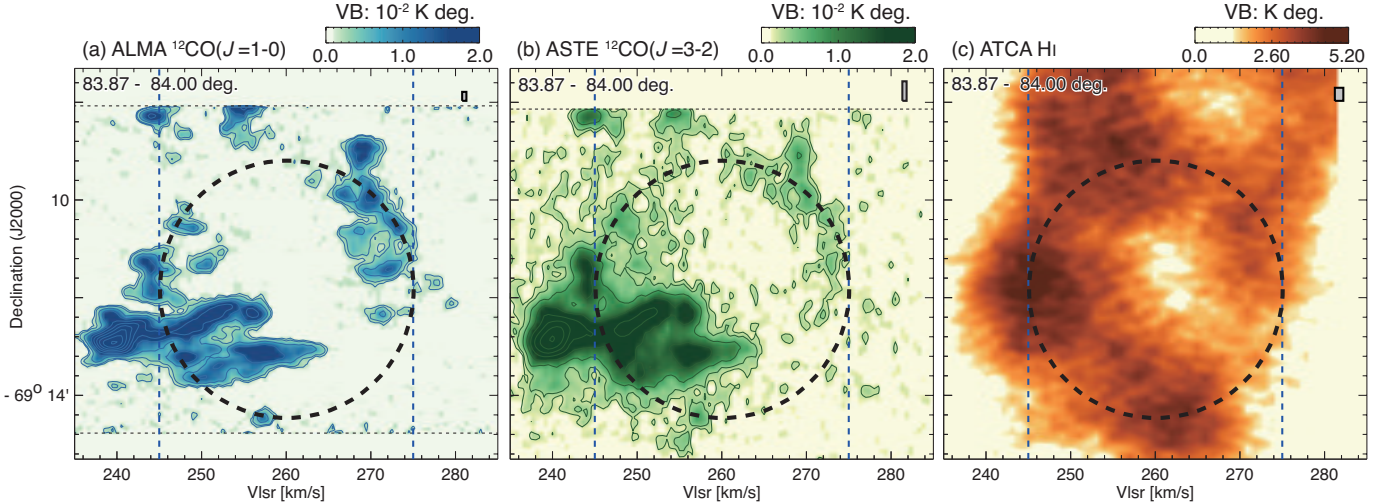 VB: 10⁻² K deg.
(a) ALMA ¹²CO(J=1-0)
0.0 1.0 2.0
83.87 - 84.00 deg.
Declination (J2000)
10
- 69° 14'
240 250 260 270 280
Vlsr [km/s]
VB: 10⁻² K deg.
(b) ASTE ¹²CO(J=3-2)
0.0 1.0 2.0
83.87 - 84.00 deg.
240 250 260 270 280
Vlsr [km/s]
VB: K deg.
(c) ATCA HI
0.0 2.60 5.20
83.87 - 84.00 deg.
240 250 260 270 280
Vlsr [km/s]